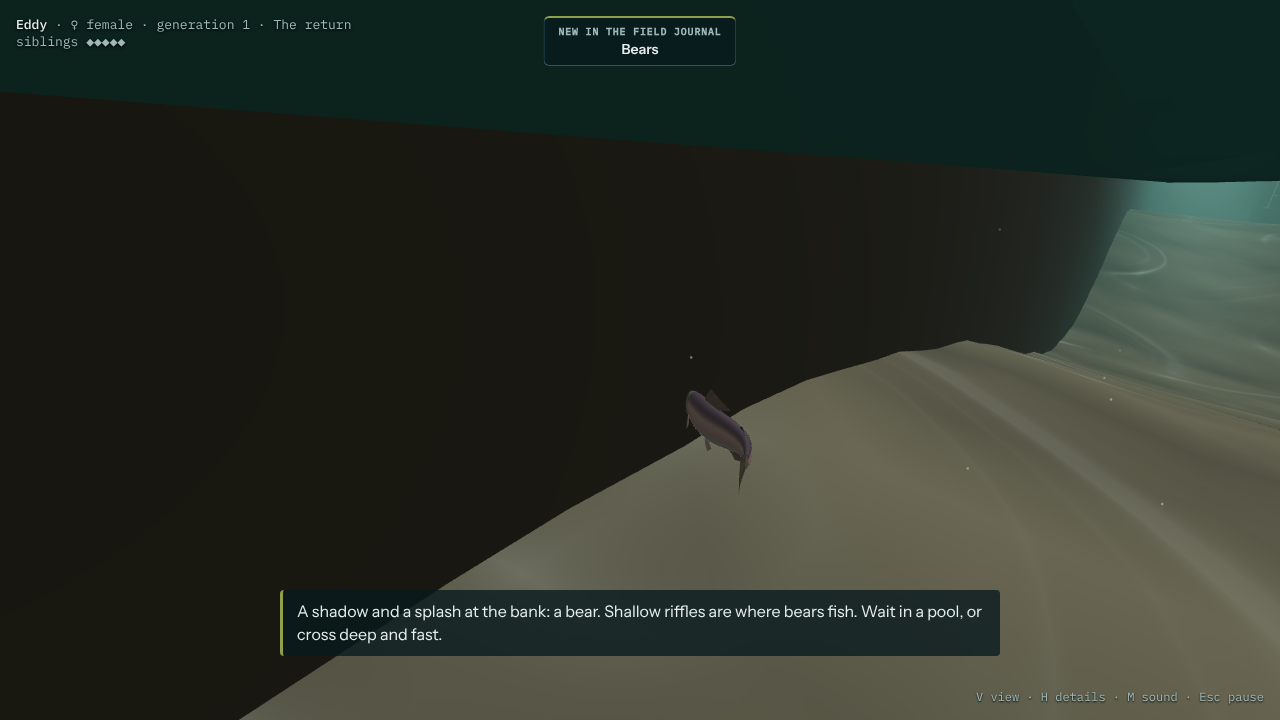 Eddy · ♀ female · generation 1 · The return
siblings ◆◆◆◆◆
NEW IN THE FIELD JOURNAL
Bears
A shadow and a splash at the bank: a bear. Shallow riffles are where bears fish. Wait in a pool, or
cross deep and fast.
V view · H details · M sound · Esc pause